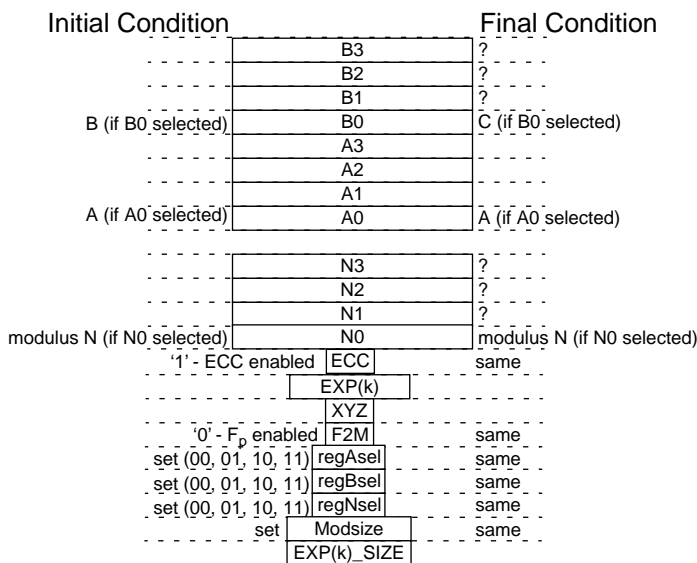 Initial Condition Final Condition
B3 ?
B2 ?
B1 ?
B (if B0 selected) B0 C (if B0 selected)
A3
A2
A1
A (if A0 selected) A0 A (if A0 selected)
N3 ?
N2 ?
N1 ?
modulus N (if N0 selected) N0 modulus N (if N0 selected)
‘1’ - ECC enabled ECC same
EXP(k)
XYZ
‘0’ - Fp enabled F2M same
set (00, 01, 10, 11) regAsel same
set (00, 01, 10, 11) regBsel same
set (00, 01, 10, 11) regNsel same
set Modsize same
EXP(k)_SIZE